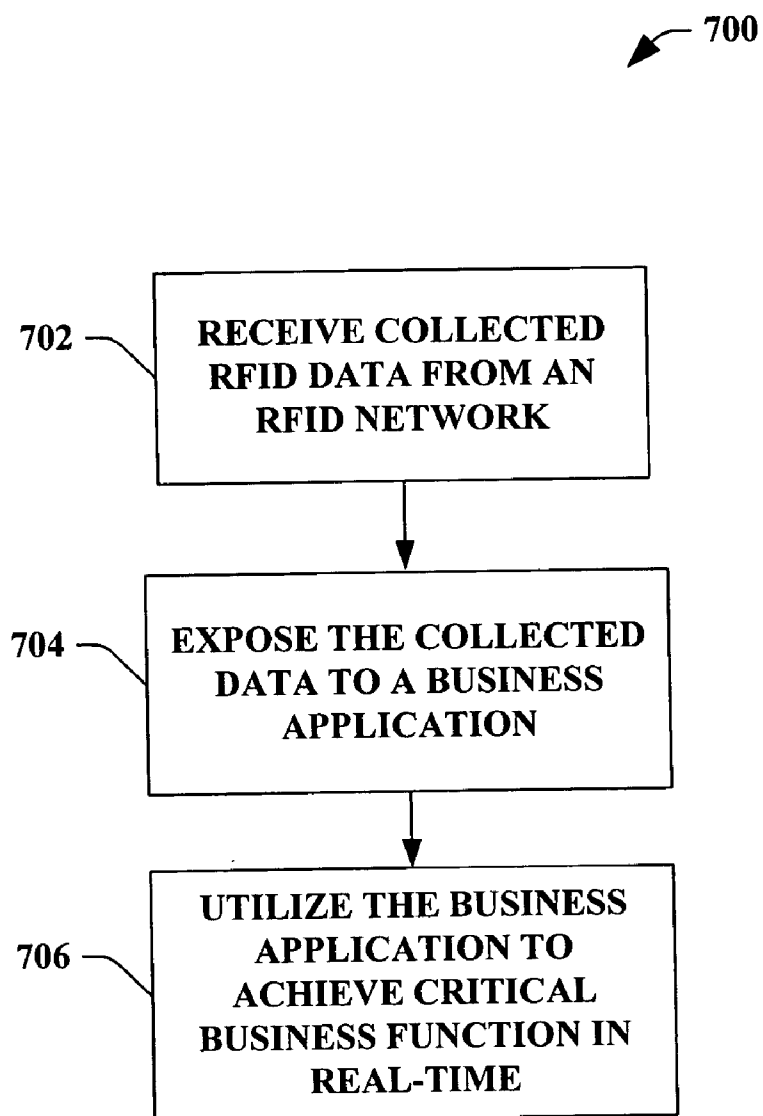 700
702
RECEIVE COLLECTED
RFID DATA FROM AN
RFID NETWORK
704
EXPOSE THE COLLECTED
DATA TO A BUSINESS
APPLICATION
706
UTILIZE THE BUSINESS
APPLICATION TO
ACHIEVE CRITICAL
BUSINESS FUNCTION IN
REAL-TIME